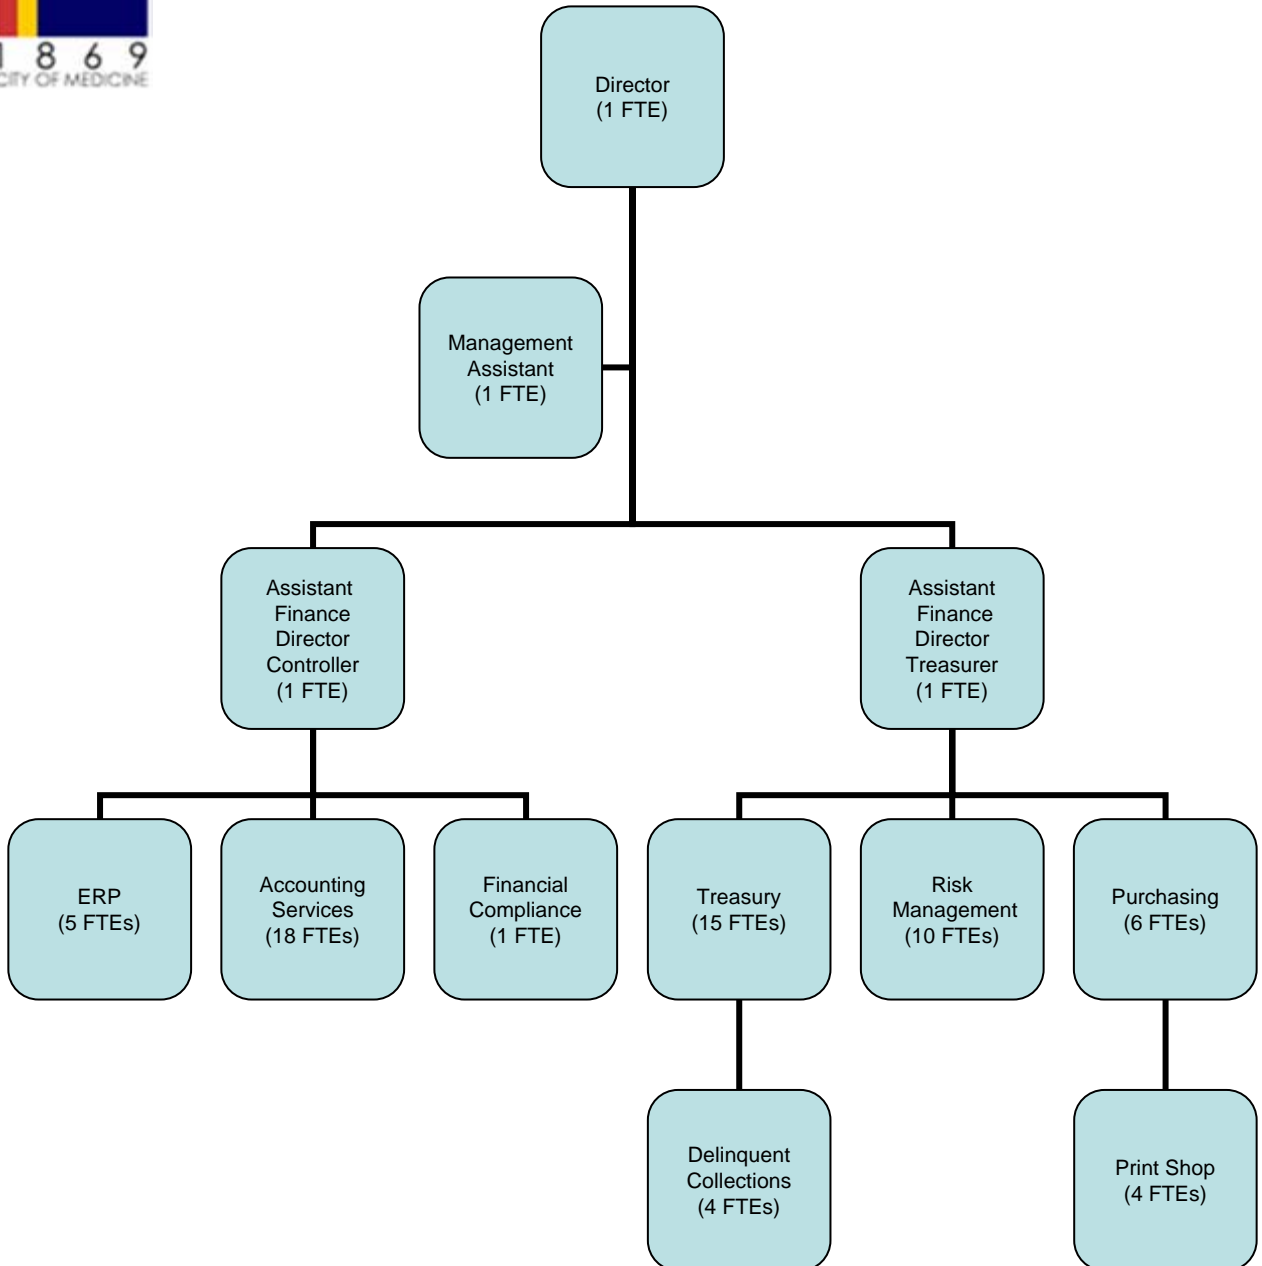 1 8 6 9
CITY OF MEDICINE
Director
(1 FTE)
Management
Assistant
(1 FTE)
Assistant
Finance
Director
Controller
(1 FTE)
Assistant
Finance
Director
Treasurer
(1 FTE)
ERP
(5 FTEs)
Accounting
Services
(18 FTEs)
Financial
Compliance
(1 FTE)
Treasury
(15 FTEs)
Risk
Management
(10 FTEs)
Purchasing
(6 FTEs)
Delinquent
Collections
(4 FTEs)
Print Shop
(4 FTEs)